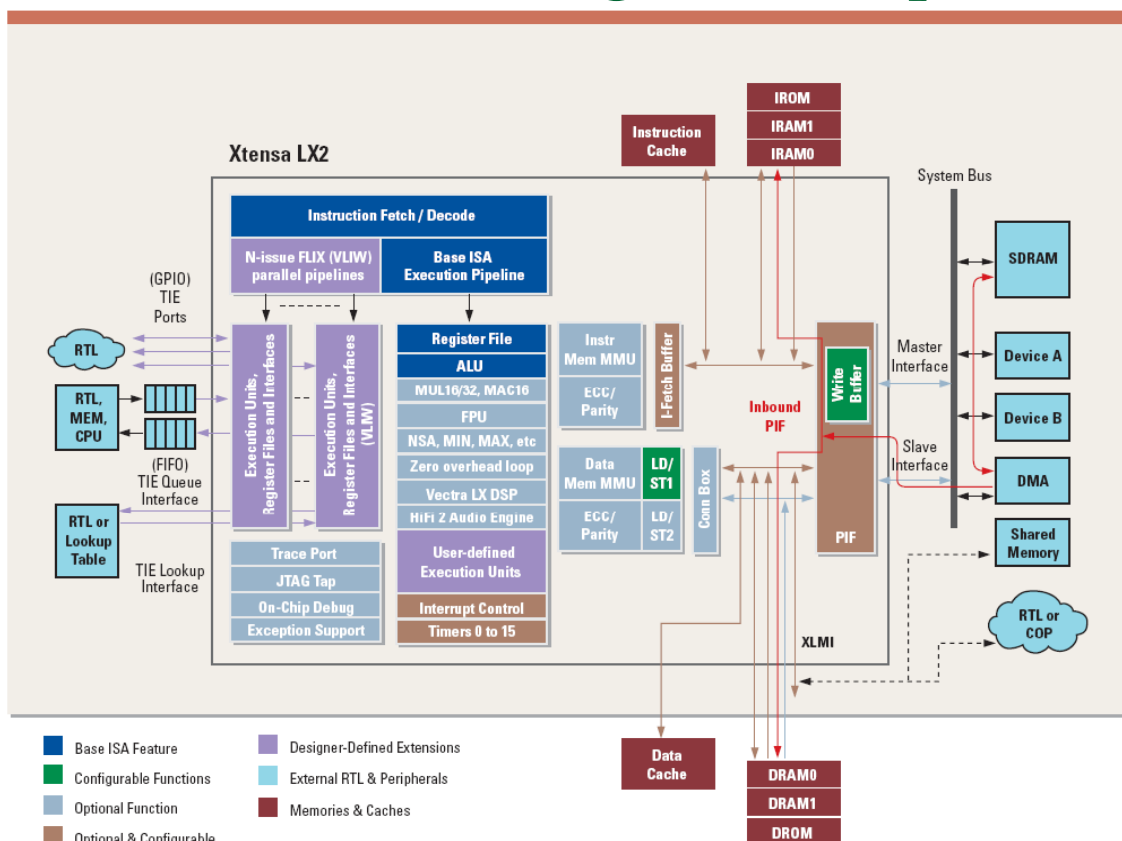 IROM
IRAM1
IRAM0
Instruction
Cache
Xtensa LX2
System Bus
Instruction Fetch / Decode
N-issue FLIX (VLIW)
parallel pipelines
Base ISA
Execution Pipeline
SDRAM
(GPIO)
TIE
Ports
RTL
Execution Units,
Register Files and Interfaces
Execution Units,
Register Files and Interfaces
(VLIW)
Register File
ALU
MUL16/32, MAC16
FPU
NSA, MIN, MAX, etc
Zero overhead loop
Vectra LX DSP
HiFi 2 Audio Engine
User-defined
Execution Units
Interrupt Control
Timers 0 to 15
Instr
Mem MMU
ECC/
Parity
I-Fetch Buffer
Inbound
PIF
Write
Buffer
Master
Interface
Device A
Device B
RTL,
MEM,
CPU
(FIFO)
TIE Queue
Interface
Data
Mem MMU
LD/
ST1
ECC/
Parity
LD/
ST2
Conn Box
PIF
Slave
Interface
DMA
Shared
Memory
RTL or
Lookup
Table
TIE Lookup
Interface
Trace Port
JTAG Tap
On-Chip Debug
Exception Support
XLMI
RTL or
COP
Base ISA Feature
Configurable Functions
Optional Function
Optional & Configurable
Designer-Defined Extensions
External RTL & Peripherals
Memories & Caches
Data
Cache
DRAM0
DRAM1
DROM